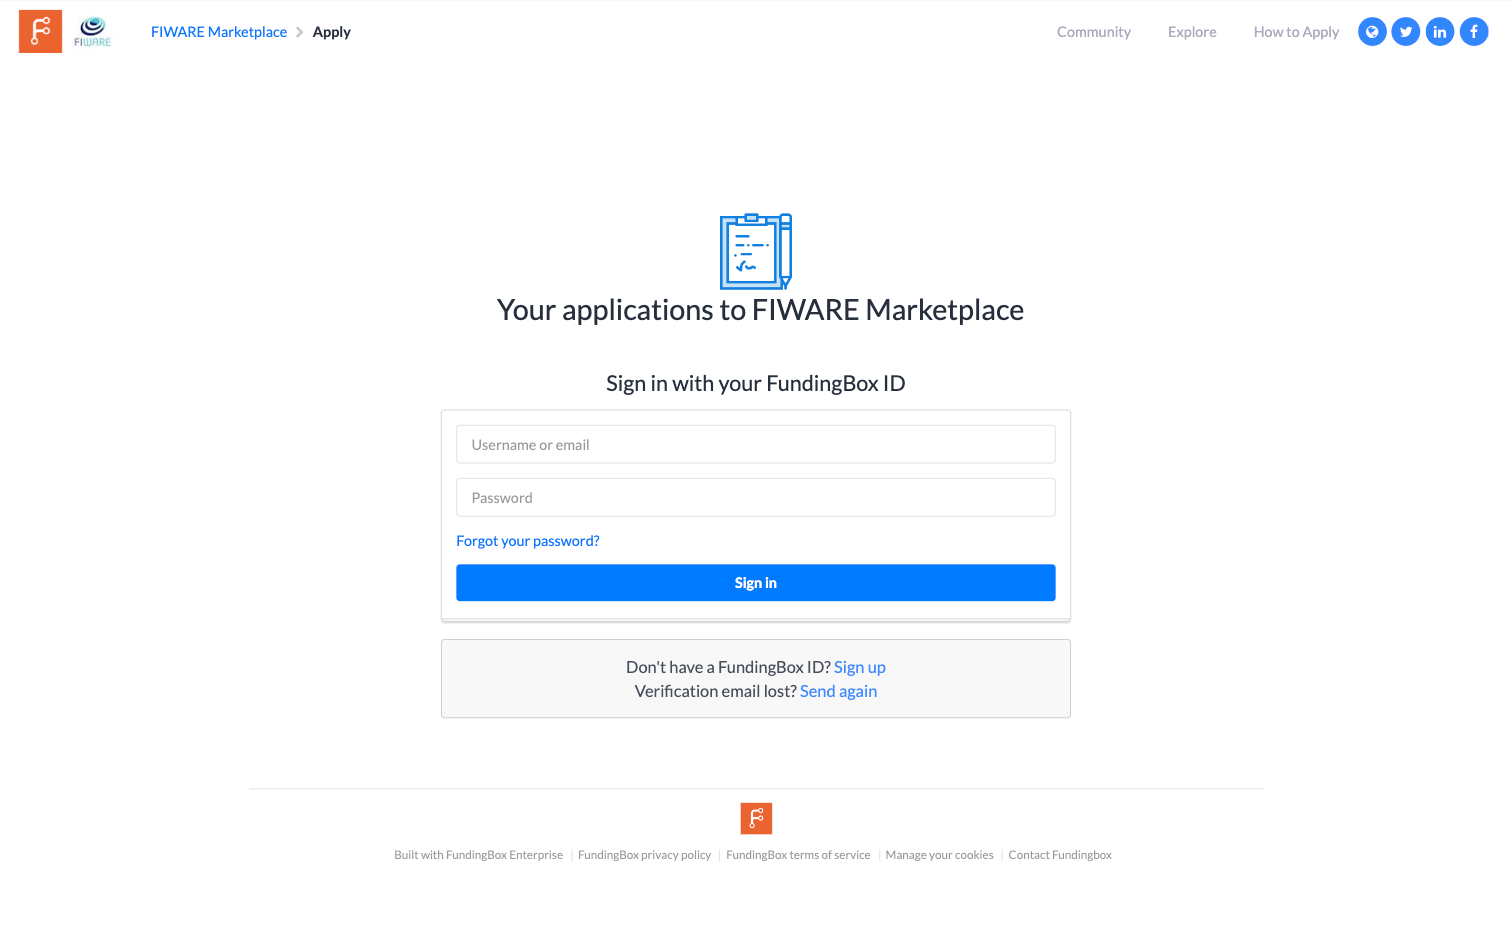 FIWARE
FIWARE Marketplace > Apply
Community Explore How to Apply
Your applications to FIWARE Marketplace
Sign in with your FundingBox ID
Username or email
Password
Forgot your password?
Sign in
Don't have a FundingBox ID? Sign up
Verification email lost? Send again
Built with FundingBox Enterprise | FundingBox privacy policy | FundingBox terms of service | Manage your cookies | Contact Fundingbox